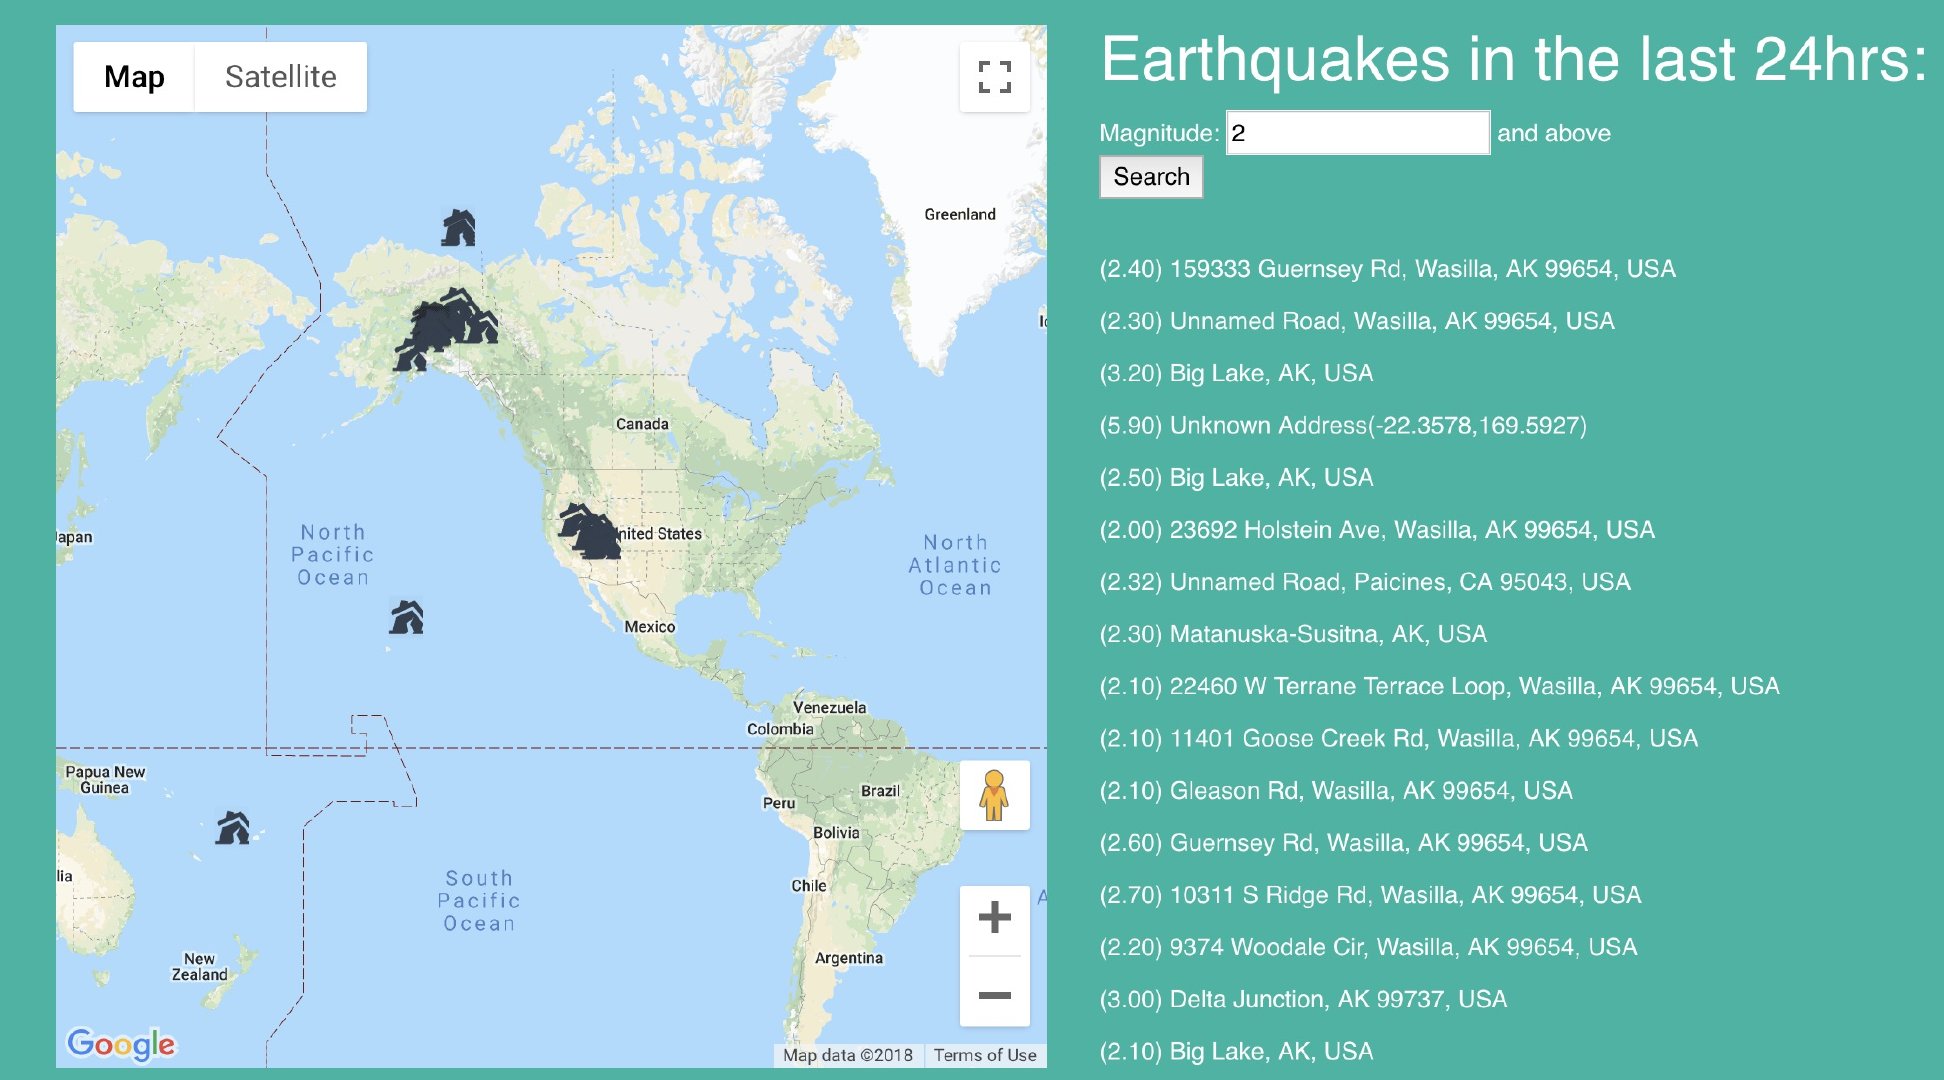 Map
Satellite
Greenland
Canada
United States
North
Pacific
Ocean
North
Atlantic
Ocean
Mexico
Venezuela
Colombia
Papua New
Guinea
Peru
Brazil
Bolivia
Chile
South
Pacific
Ocean
New
Zealand
Argentina
Google
Map data ©2018
Terms of Use
Earthquakes in the last 24hrs:
Magnitude: 2 and above
Search
(2.40) 159333 Guernsey Rd, Wasilla, AK 99654, USA
(2.30) Unnamed Road, Wasilla, AK 99654, USA
(3.20) Big Lake, AK, USA
(5.90) Unknown Address(-22.3578,169.5927)
(2.50) Big Lake, AK, USA
(2.00) 23692 Holstein Ave, Wasilla, AK 99654, USA
(2.32) Unnamed Road, Paicines, CA 95043, USA
(2.30) Matanuska-Susitna, AK, USA
(2.10) 22460 W Terrane Terrace Loop, Wasilla, AK 99654, USA
(2.10) 11401 Goose Creek Rd, Wasilla, AK 99654, USA
(2.10) Gleason Rd, Wasilla, AK 99654, USA
(2.60) Guernsey Rd, Wasilla, AK 99654, USA
(2.70) 10311 S Ridge Rd, Wasilla, AK 99654, USA
(2.20) 9374 Woodale Cir, Wasilla, AK 99654, USA
(3.00) Delta Junction, AK 99737, USA
(2.10) Big Lake, AK, USA